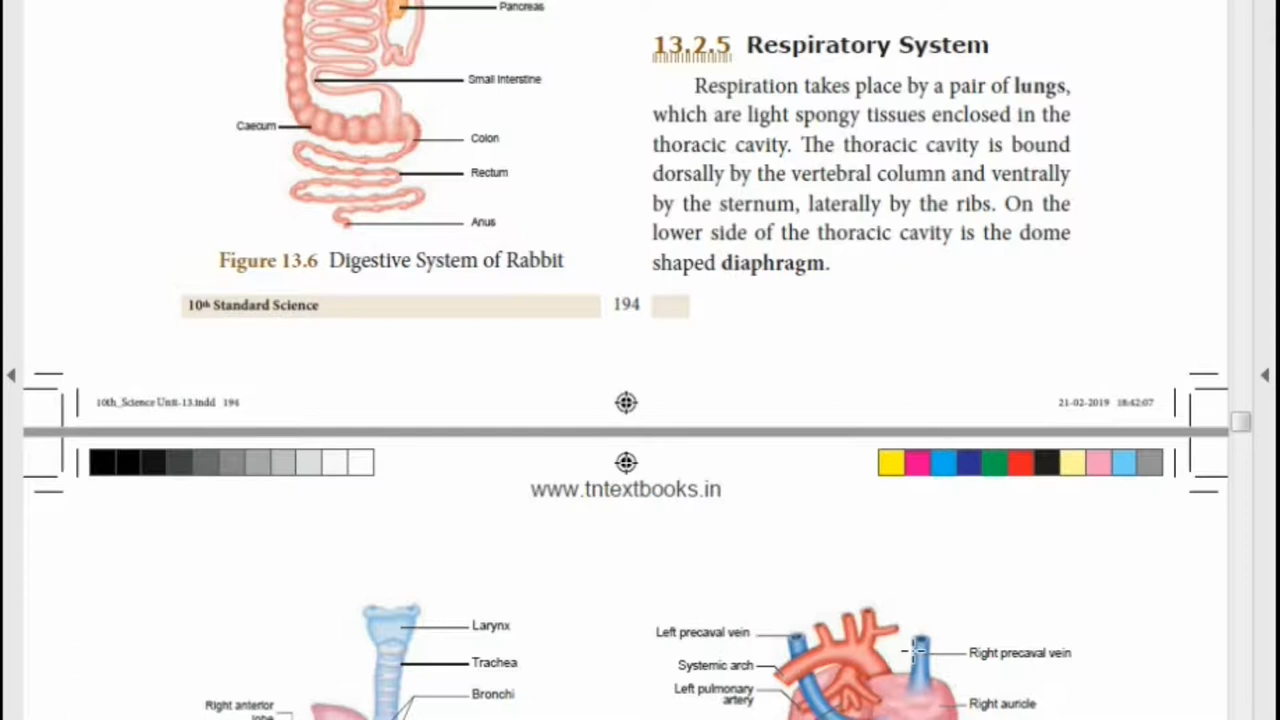 Pancreas
Small Interstine
Caecum
Colon
Rectum
Anus
Figure 13.6 Digestive System of Rabbit
13.2.5 Respiratory System
Respiration takes place by a pair of lungs,
which are light spongy tissues enclosed in the
thoracic cavity. The thoracic cavity is bound
dorsally by the vertebral column and ventrally
by the sternum, laterally by the ribs. On the
lower side of the thoracic cavity is the dome
shaped diaphragm.
10th Standard Science
194
10th_Science Unit-13.indd 194
21-02-2019 18:42:07
www.tntextbooks.in
Larynx
Trachea
Bronchi
Right anterior
lobe
Left precaval vein
Systemic arch
Left pulmonary
artery
Right precaval vein
Right auricle